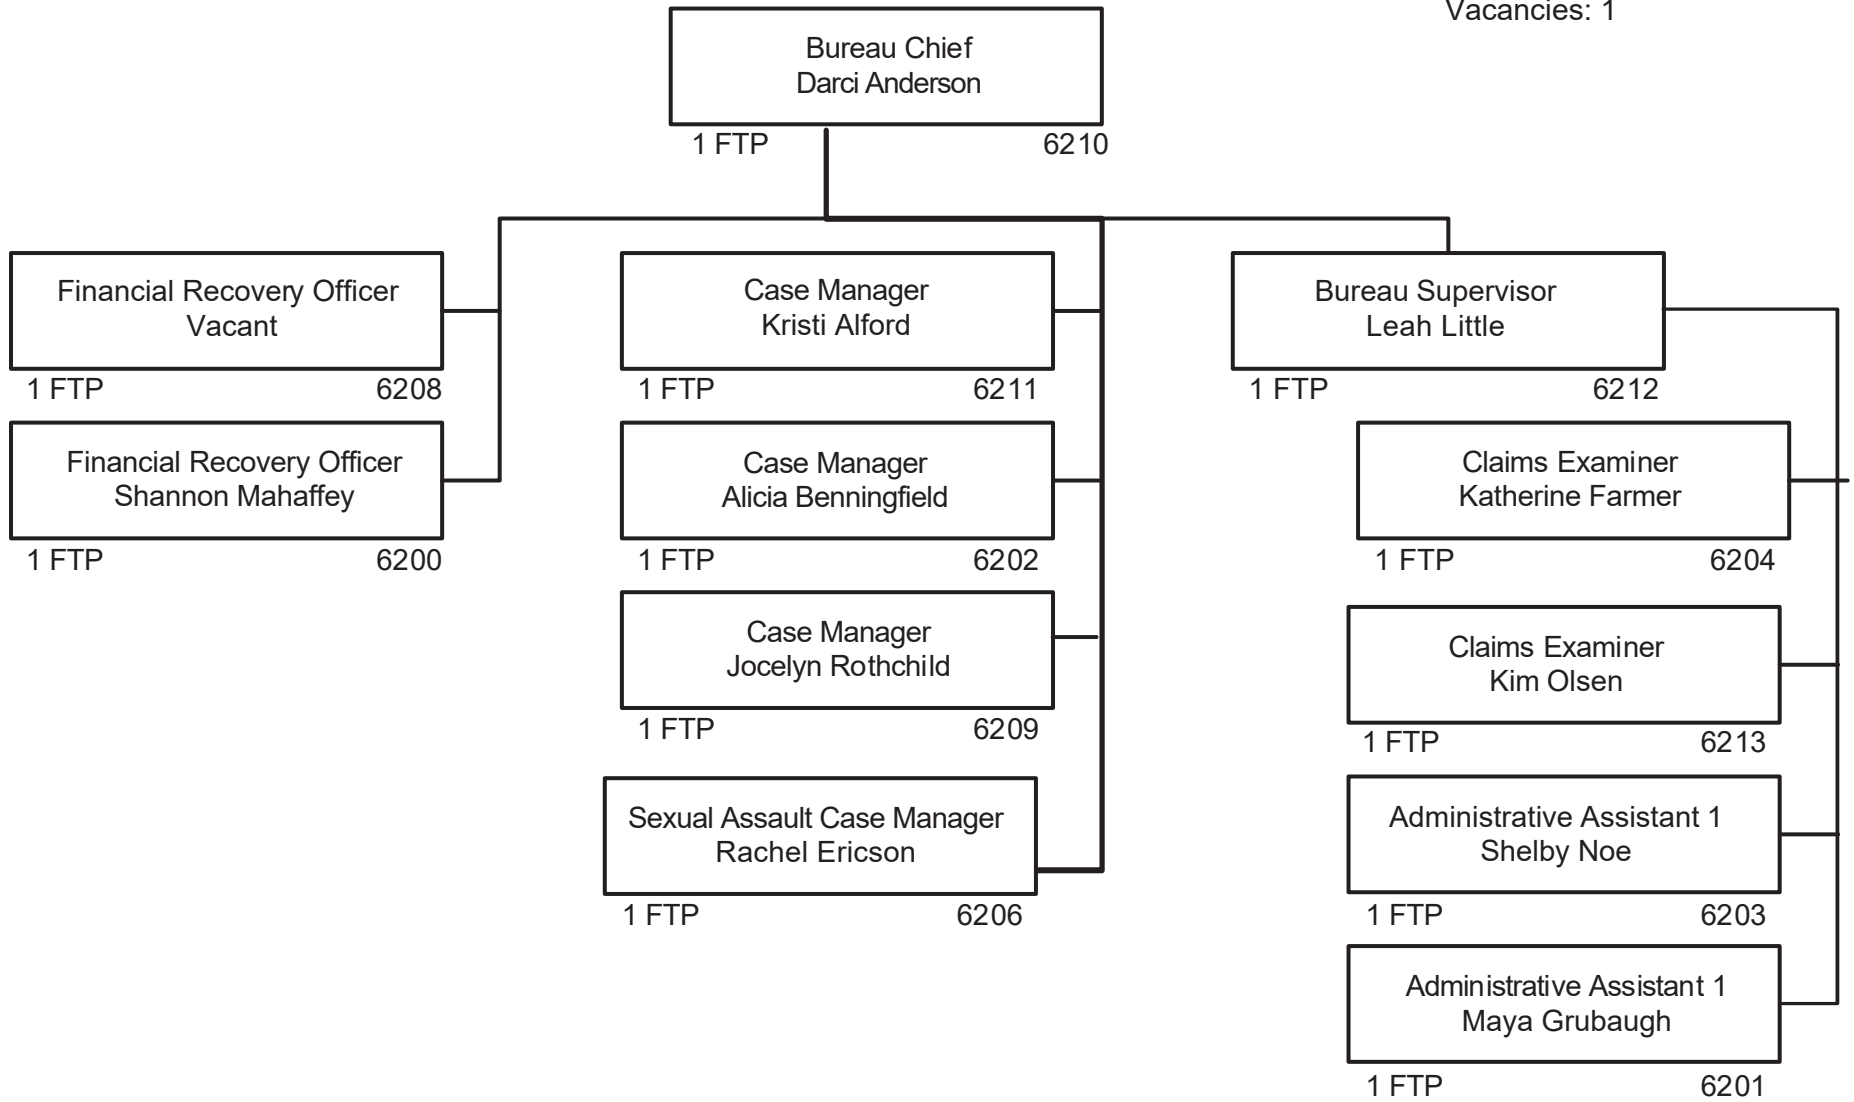 Vacancies: 1
Bureau Chief
Darci Anderson
1 FTP 6210
Financial Recovery Officer
Vacant
1 FTP 6208
Financial Recovery Officer
Shannon Mahaffey
1 FTP 6200
Case Manager
Kristi Alford
1 FTP 6211
Case Manager
Alicia Benningfield
1 FTP 6202
Case Manager
Jocelyn Rothchild
1 FTP 6209
Sexual Assault Case Manager
Rachel Ericson
1 FTP 6206
Bureau Supervisor
Leah Little
1 FTP 6212
Claims Examiner
Katherine Farmer
1 FTP 6204
Claims Examiner
Kim Olsen
1 FTP 6213
Administrative Assistant 1
Shelby Noe
1 FTP 6203
Administrative Assistant 1
Maya Grubaugh
1 FTP 6201